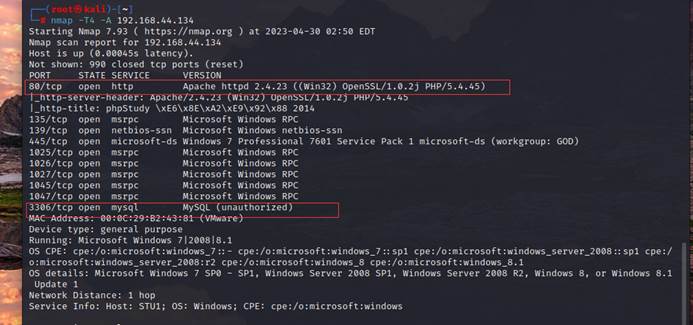 ┌──(root㉿kali)-[~]
└─# nmap -T4 -A 192.168.44.134
Starting Nmap 7.93 ( https://nmap.org ) at 2023-04-30 02:50 EDT
Nmap scan report for 192.168.44.134
Host is up (0.00045s latency).
Not shown: 990 closed tcp ports (reset)
PORT     STATE SERVICE      VERSION
80/tcp   open  http         Apache httpd 2.4.23 ((Win32) OpenSSL/1.0.2j PHP/5.4.45)
|_http-server-header: Apache/2.4.23 (Win32) OpenSSL/1.0.2j PHP/5.4.45
|_http-title: phpStudy \xE6\x8E\xA2\xE9\x92\x88 2014
135/tcp  open  msrpc        Microsoft Windows RPC
139/tcp  open  netbios-ssn  Microsoft Windows netbios-ssn
445/tcp  open  microsoft-ds Windows 7 Professional 7601 Service Pack 1 microsoft-ds (workgroup: GOD)
1025/tcp open  msrpc        Microsoft Windows RPC
1026/tcp open  msrpc        Microsoft Windows RPC
1027/tcp open  msrpc        Microsoft Windows RPC
1045/tcp open  msrpc        Microsoft Windows RPC
1047/tcp open  msrpc        Microsoft Windows RPC
3306/tcp open  mysql        MySQL (unauthorized)
MAC Address: 00:0C:29:B2:43:81 (VMware)
Device type: general purpose
Running: Microsoft Windows 7|2008|8.1
OS CPE: cpe:/o:microsoft:windows_7::- cpe:/o:microsoft:windows_7::sp1 cpe:/o:microsoft:windows_server_2008::sp1 cpe:/
o:microsoft:windows_server_2008:r2 cpe:/o:microsoft:windows_8 cpe:/o:microsoft:windows_8.1
OS details: Microsoft Windows 7 SP0 - SP1, Windows Server 2008 SP1, Windows Server 2008 R2, Windows 8, or Windows 8.1
Update 1
Network Distance: 1 hop
Service Info: Host: STU1; OS: Windows; CPE: cpe:/o:microsoft:windows